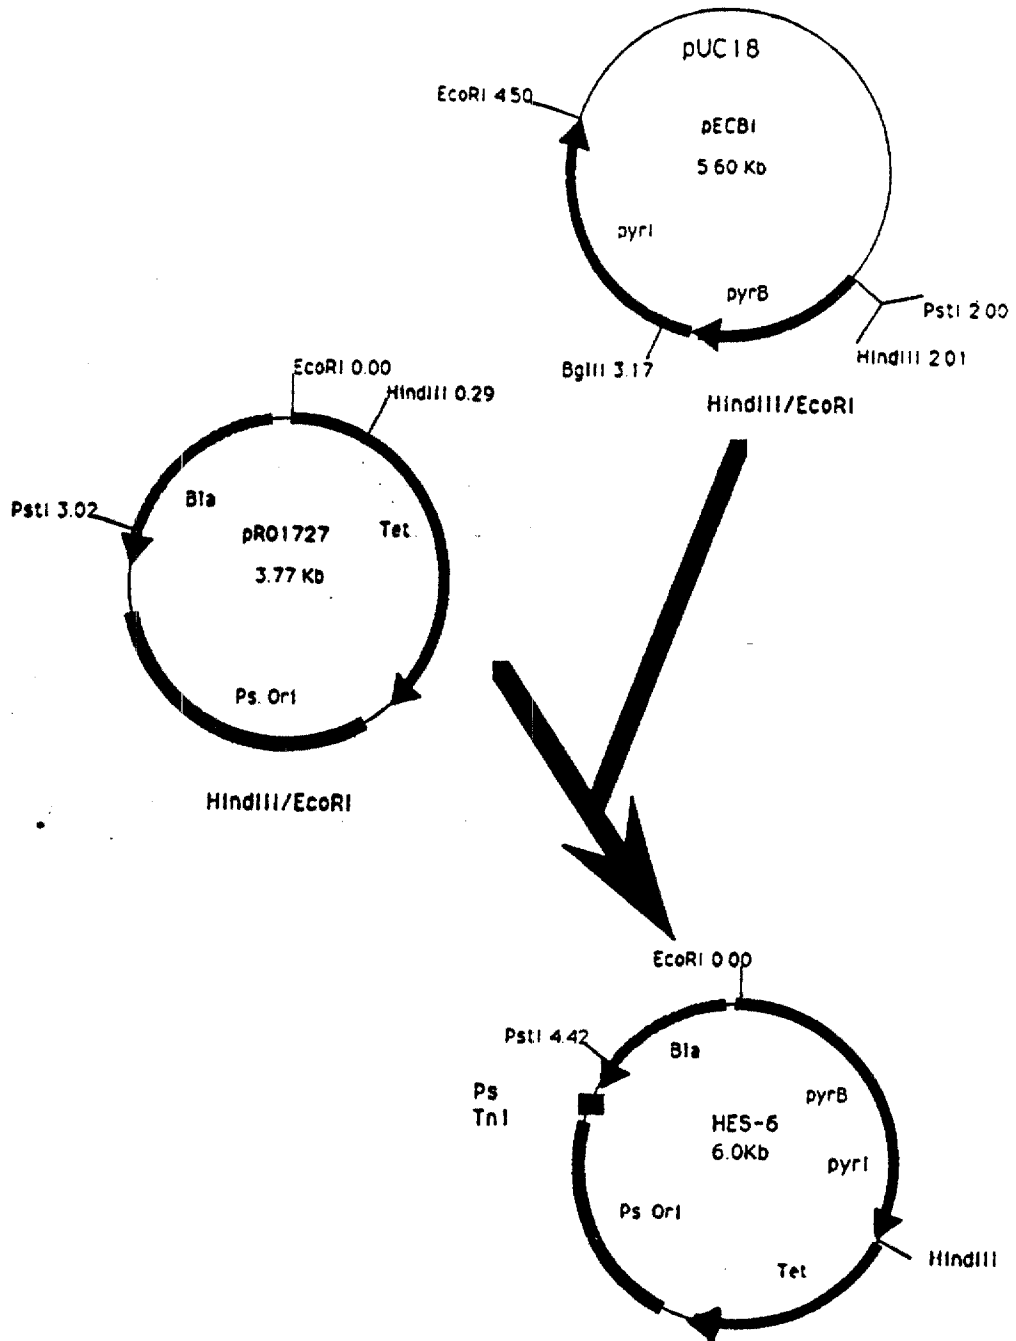 pUC18
EcoRI 4.50
pECBI
5.60 Kb
pyrI
pyrB
PstI 2.00
HindIII 2.01
BglII 3.17
HindIII/EcoRI
EcoRI 0.00
HindIII 0.29
PstI 3.02
Bla
Tet
pRO1727
3.77 Kb
Ps. Ori
HindIII/EcoRI
EcoRI 0.00
PstI 4.42
Bla
Ps
Tn1
pyrB
HES-6
6.0Kb
pyrI
Ps Ori
Tet
HindIII